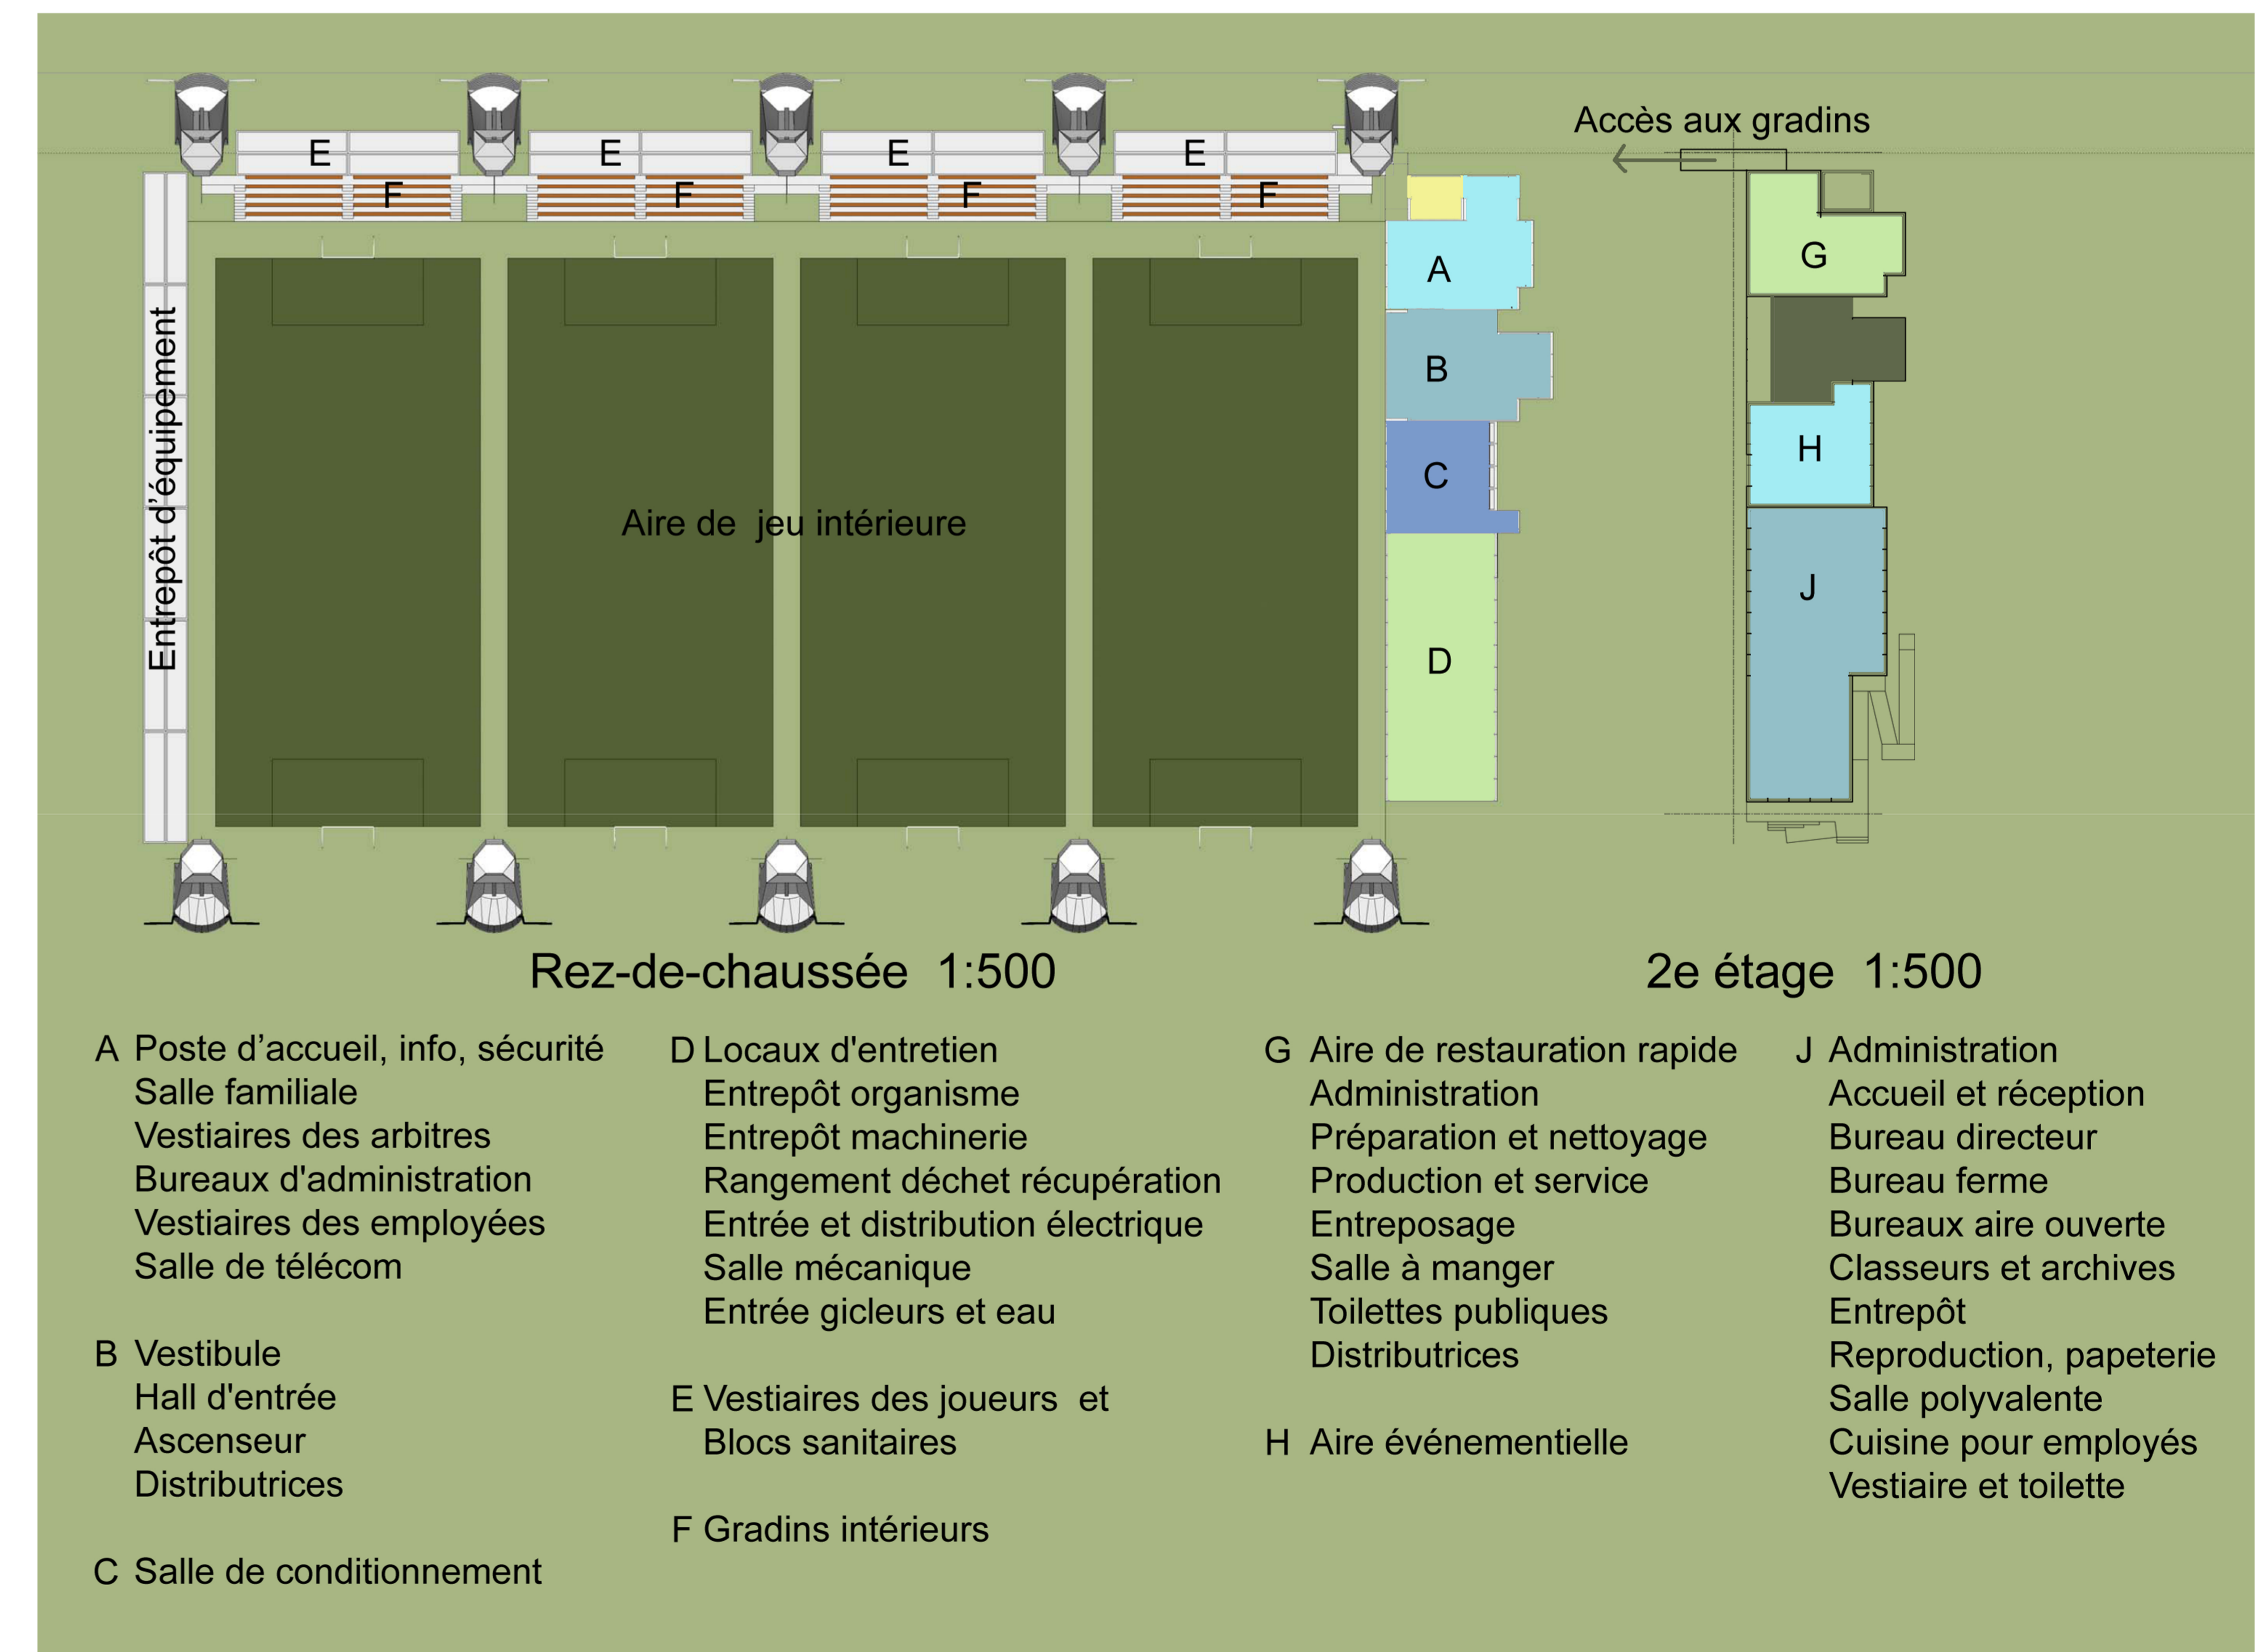 Accès aux gradins
E E E E
F F F F
G
A
B
H
C
Entrepôt d'équipement
Aire de jeu intérieure
J
D
Rez-de-chaussée 1:500
2e étage 1:500
A Poste d’accueil, info, sécurité
Salle familiale
Vestiaires des arbitres
Bureaux d'administration
Vestiaires des employées
Salle de télécom
B Vestibule
Hall d'entrée
Ascenseur
Distributrices
C Salle de conditionnement
D Locaux d'entretien
Entrepôt organisme
Entrepôt machinerie
Rangement déchet récupération
Entrée et distribution électrique
Salle mécanique
Entrée gicleurs et eau
E Vestiaires des joueurs et
Blocs sanitaires
F Gradins intérieurs
G Aire de restauration rapide
Administration
Préparation et nettoyage
Production et service
Entreposage
Salle à manger
Toilettes publiques
Distributrices
H Aire événementielle
J Administration
Accueil et réception
Bureau directeur
Bureau ferme
Bureaux aire ouverte
Classeurs et archives
Entrepôt
Reproduction, papeterie
Salle polyvalente
Cuisine pour employés
Vestiaire et toilette